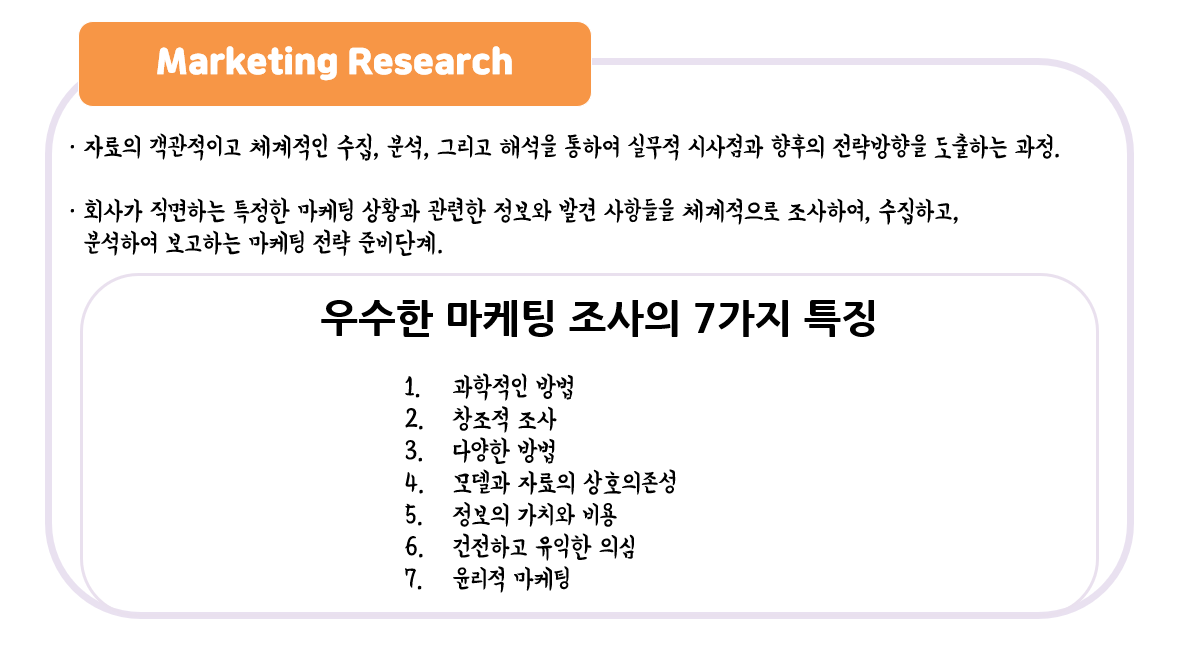 Marketing Research
· 자료의 객관적이고 체계적인 수집, 분석, 그리고 해석을 통하여 실무적 시사점과 향후의 전략방향을 도출하는 과정.
· 회사가 직면하는 특정한 마케팅 상황과 관련한 정보와 발견 사항들을 체계적으로 조사하여, 수집하고,
분석하여 보고하는 마케팅 전략 준비단계.
우수한 마케팅 조사의 7가지 특징
1. 과학적인 방법
2. 창조적 조사
3. 다양한 방법
4. 모델과 자료의 상호의존성
5. 정보의 가치와 비용
6. 건전하고 유익한 의심
7. 윤리적 마케팅